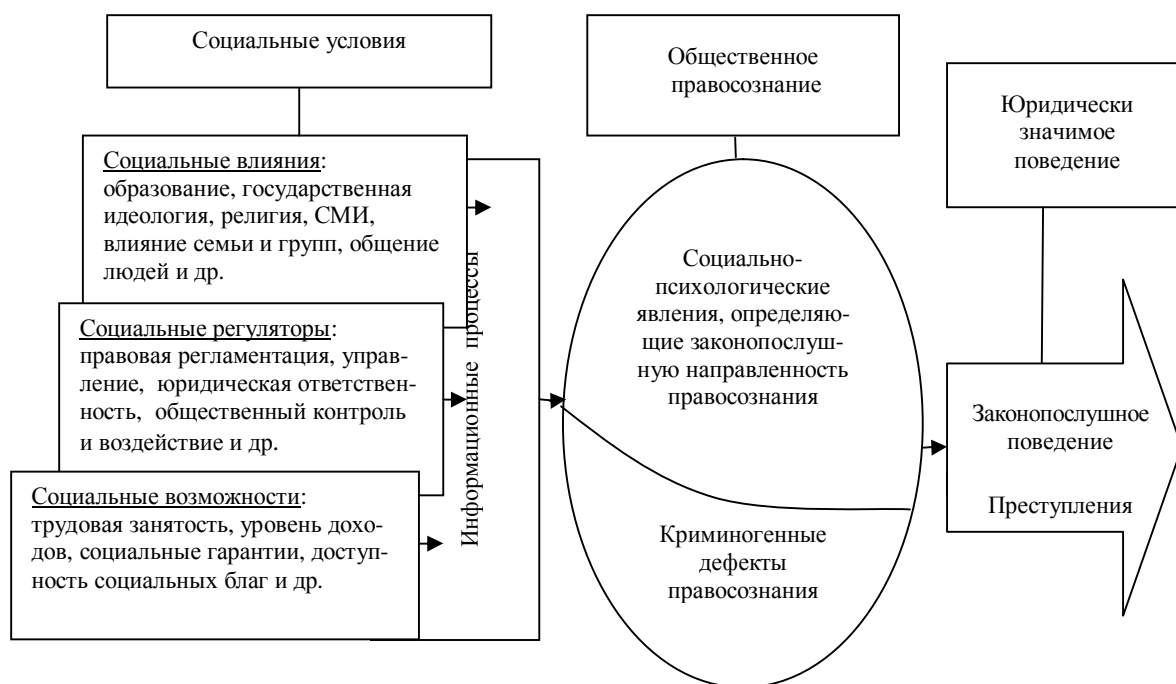 Социальные условия
Социальные влияния:
образование, государственная
идеология, религия, СМИ,
влияние семьи и групп, общение
людей и др.
Социальные регуляторы:
правовая регламентация, управ-
ление, юридическая ответствен-
ность, общественный контроль
и воздействие и др.
Социальные возможности:
трудовая занятость, уровень дохо-
дов, социальные гарантии, доступ-
ность социальных благ и др.
Информационные процессы
Общественное
правосознание
Социально-
психологические
явления, определяю-
щие законопослуш-
ную направленность
правосознания
Криминогенные
дефекты
правосознания
Юридически
значимое
поведение
Законопослушное
поведение
Преступления